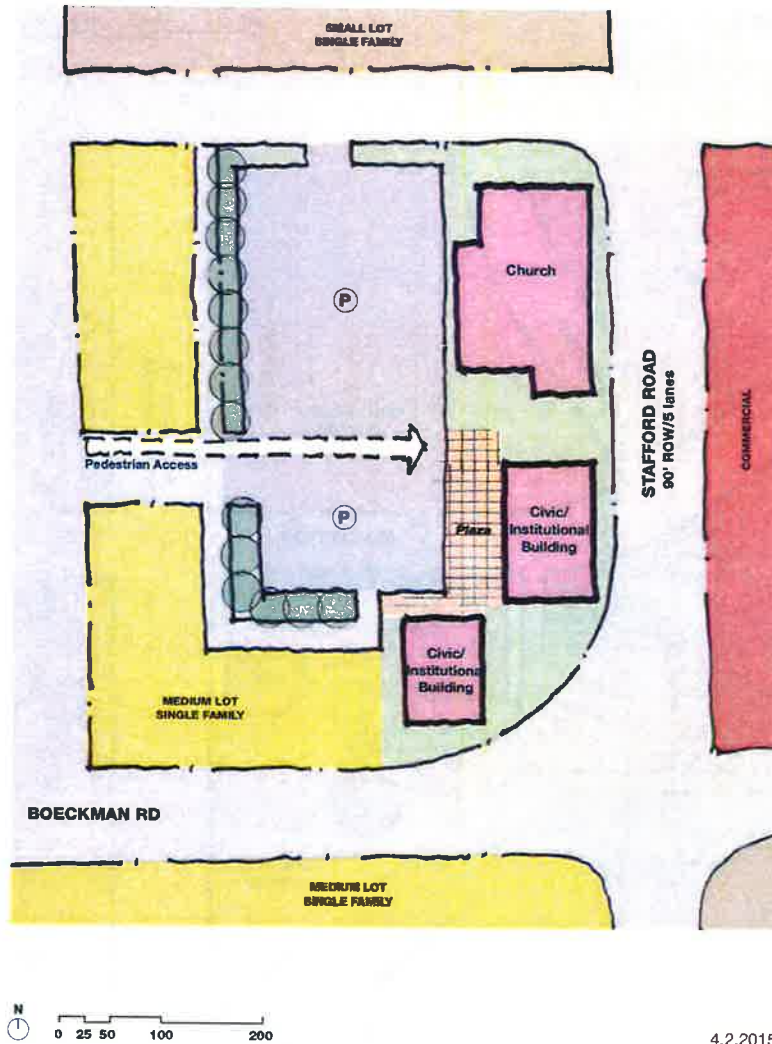 SMALL LOT
SINGLE FAMILY
Church
P
STAFFORD ROAD
90' ROW/5 lanes
COMMERCIAL
Pedestrian Access
P
Plaza
Civic/
Institutional
Building
Civic/
Institutional
Building
MEDIUM LOT
SINGLE FAMILY
BOECKMAN RD
MEDIUM LOT
SINGLE FAMILY
N
0 25 50 100 200
4.2.2015